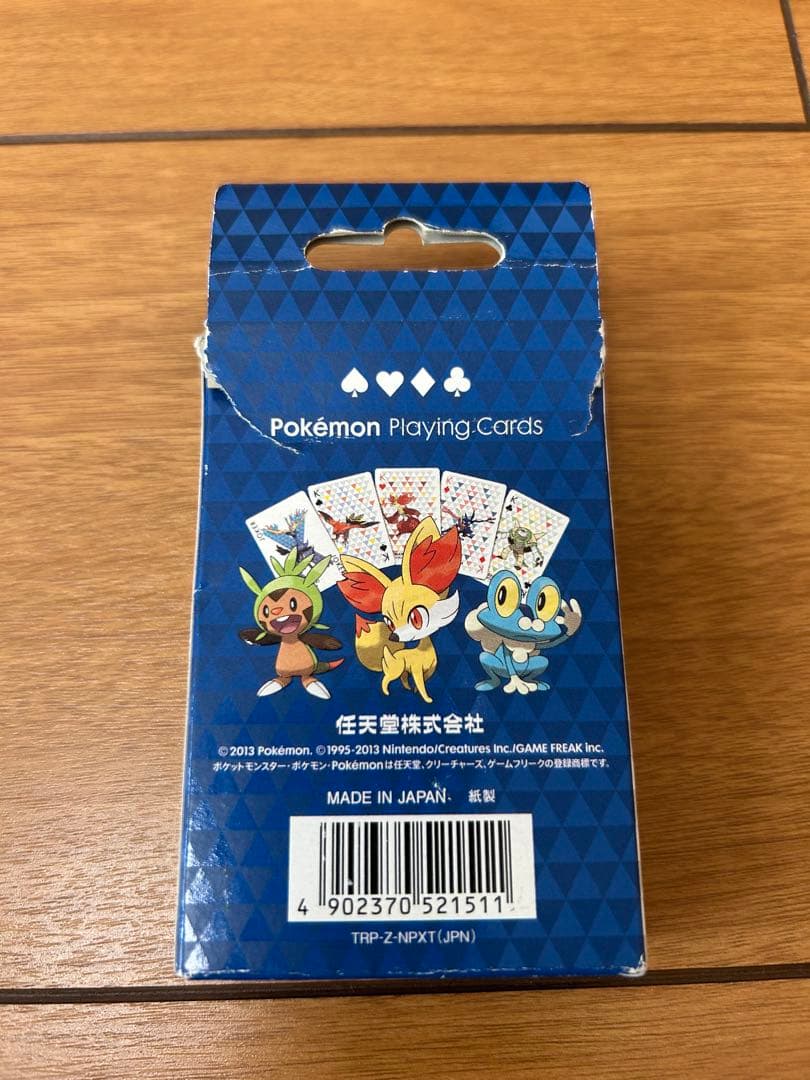 Pokémon Playing Cards
JOKER
K
K
K
K
任天堂株式会社
©2013 Pokémon. ©1995-2013 Nintendo/Creatures Inc./GAME FREAK inc.
ポケットモンスター・ポケモン・Pokémonは任天堂、クリーチャーズ、ゲームフリークの登録商標です。
MADE IN JAPAN 紙製
4 902370 521511
TRP-Z-NPXT(JPN)